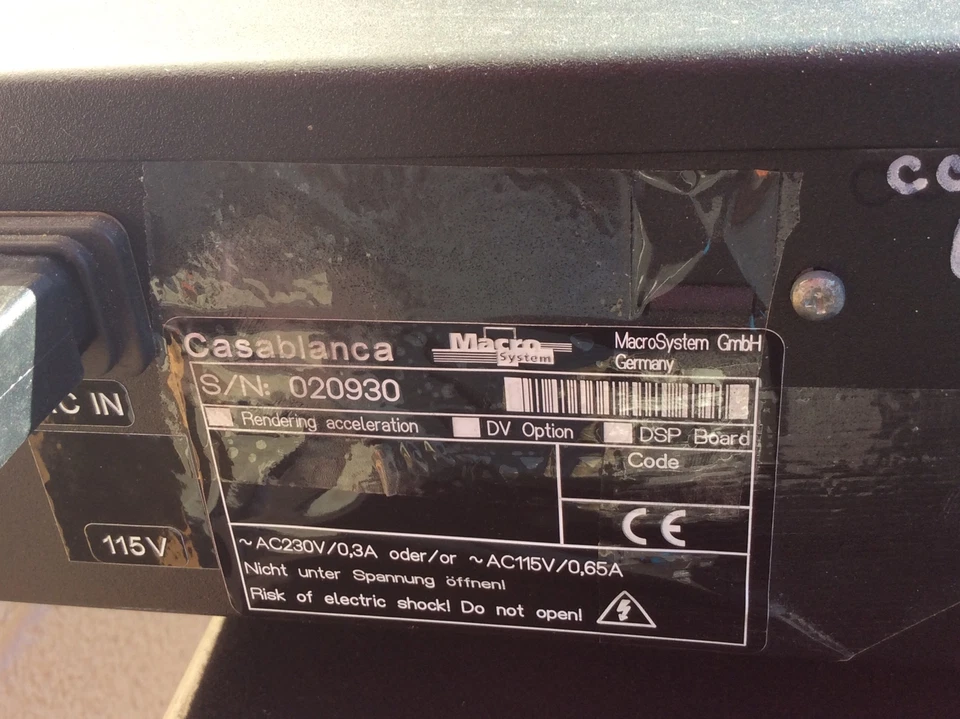 Casablanca
Macro System
MacroSystem GmbH
Germany
S/N: 020930
Rendering acceleration DV Option DSP Board
Code
CE
~AC230V/0,3A oder/or ~AC115V/0,65A
Nicht unter Spannung öffnen!
Risk of electric shock! Do not open!
IN
115V